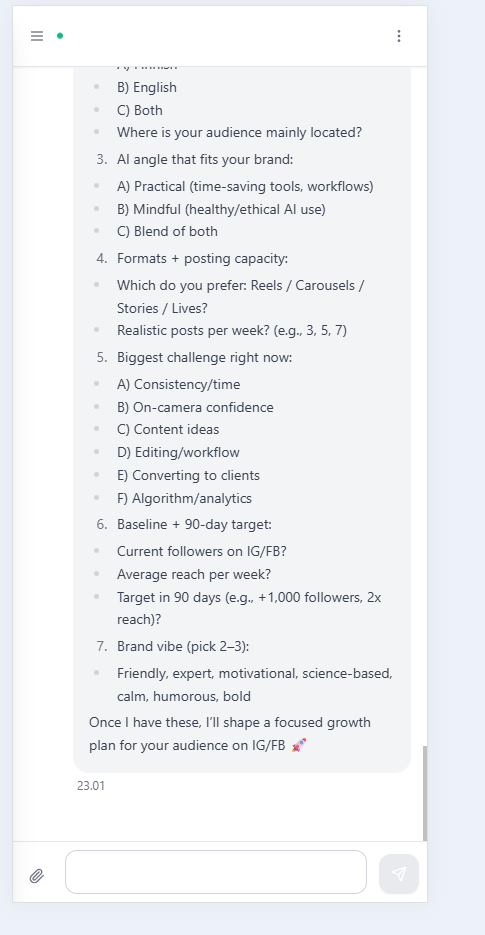 B) English
C) Both
Where is your audience mainly located?
3. AI angle that fits your brand:
A) Practical (time-saving tools, workflows)
B) Mindful (healthy/ethical AI use)
C) Blend of both
4. Formats + posting capacity:
Which do you prefer: Reels / Carousels /
Stories / Lives?
Realistic posts per week? (e.g., 3, 5, 7)
5. Biggest challenge right now:
A) Consistency/time
B) On-camera confidence
C) Content ideas
D) Editing/workflow
E) Converting to clients
F) Algorithm/analytics
6. Baseline + 90-day target:
Current followers on IG/FB?
Average reach per week?
Target in 90 days (e.g., +1,000 followers, 2x
reach)?
7. Brand vibe (pick 2–3):
Friendly, expert, motivational, science-based,
calm, humorous, bold
Once I have these, I’ll shape a focused growth
plan for your audience on IG/FB 🚀
23.01